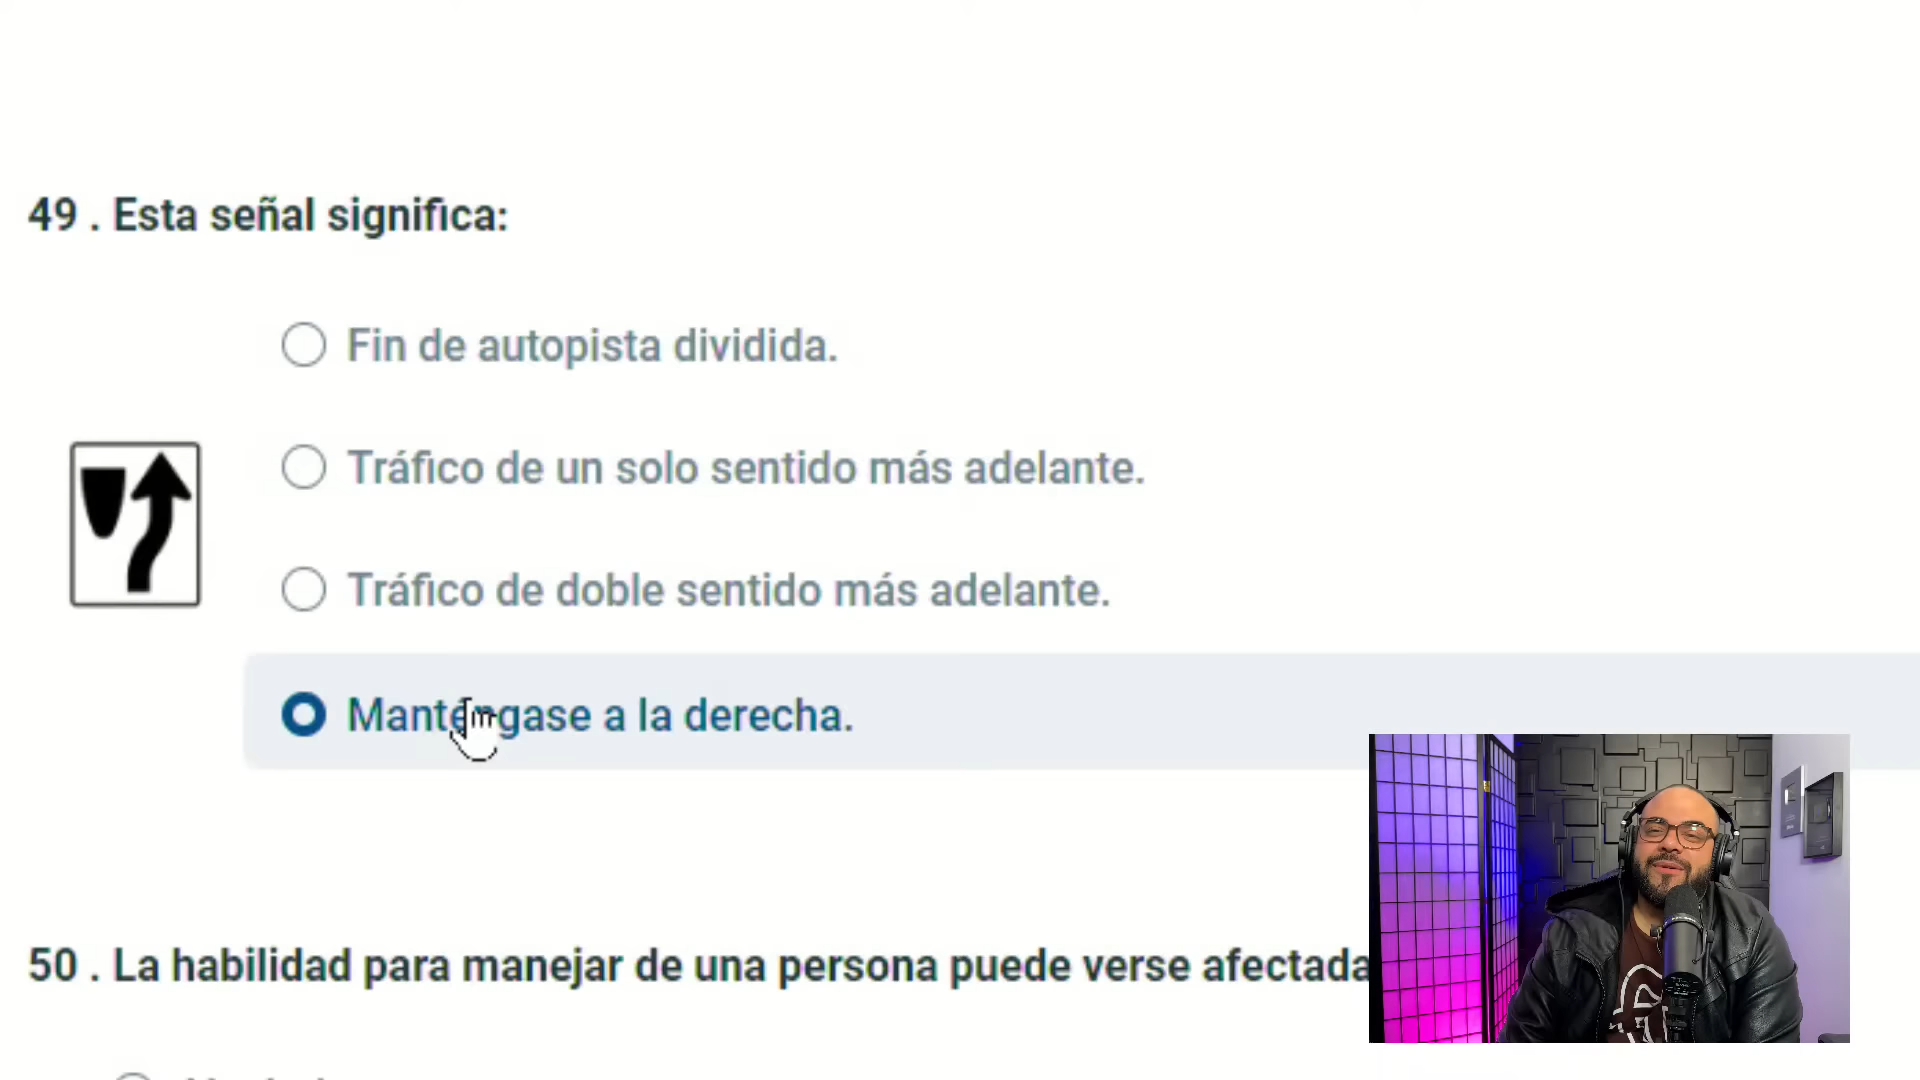 49 . Esta señal significa:
Fin de autopista dividida.
Tráfico de un solo sentido más adelante.
Tráfico de doble sentido más adelante.
Manténgase a la derecha.
50 . La habilidad para manejar de una persona puede verse afectada